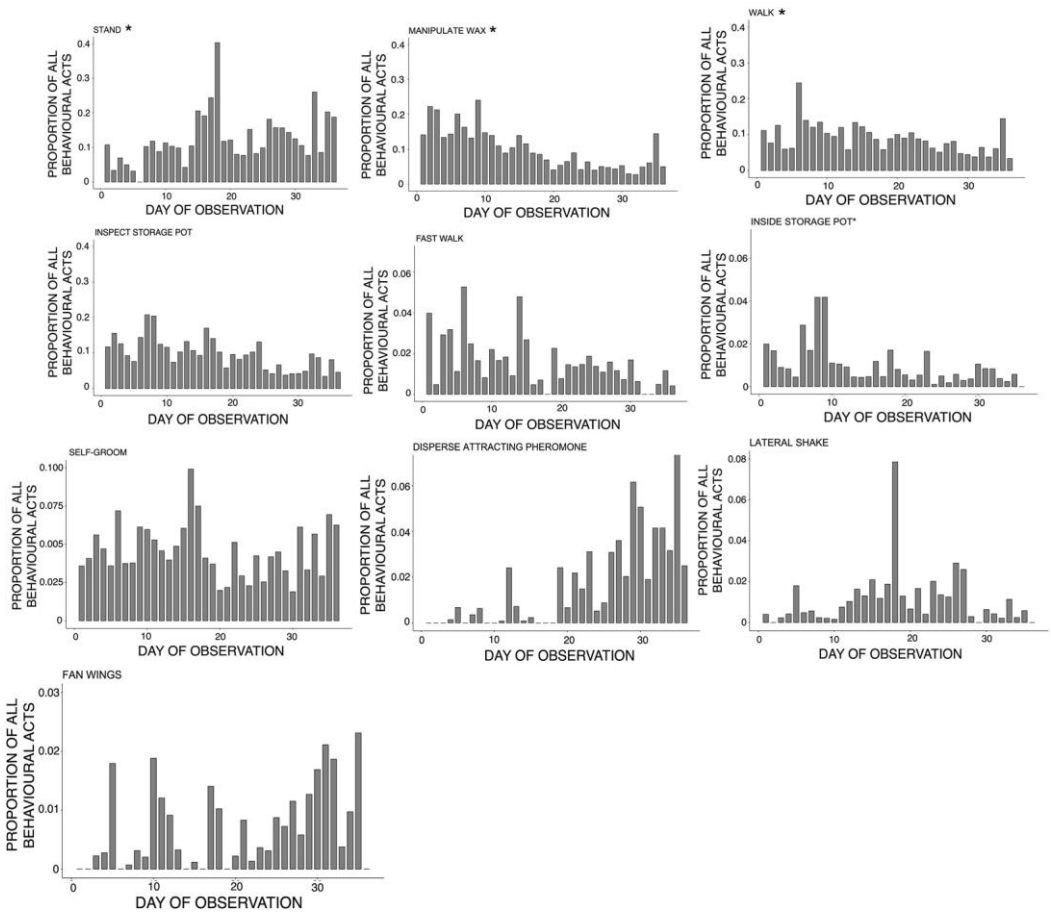 STAND *
PROPORTION OF ALL
BEHAVIOURAL ACTS
0.4
0.3
0.2
0.1
0
0
10
20
30
DAY OF OBSERVATION
MANIPULATE WAX *
PROPORTION OF ALL
BEHAVIOURAL ACTS
0.4
0.3
0.2
0.1
0
0
10
20
30
DAY OF OBSERVATION
WALK *
PROPORTION OF ALL
BEHAVIOURAL ACTS
0.4
0.3
0.2
0.1
0
0
10
20
30
DAY OF OBSERVATION
INSPECT STORAGE POT
PROPORTION OF ALL
BEHAVIOURAL ACTS
0.4
0.3
0.2
0.1
0
0
10
20
30
DAY OF OBSERVATION
FAST WALK
PROPORTION OF ALL
BEHAVIOURAL ACTS
0.06
0.04
0.02
0
0
10
20
30
DAY OF OBSERVATION
INSIDE STORAGE POT*
PROPORTION OF ALL
BEHAVIOURAL ACTS
0.06
0.04
0.02
0
0
10
20
30
DAY OF OBSERVATION
SELF-GROOM
PROPORTION OF ALL
BEHAVIOURAL ACTS
0.100
0.075
0.005
0.025
0
0
10
20
30
DAY OF OBSERVATION
DISPERSE ATTRACTING PHEROMONE
PROPORTION OF ALL
BEHAVIOURAL ACTS
0.06
0.04
0.02
0
0
10
20
30
DAY OF OBSERVATION
LATERAL SHAKE
PROPORTION OF ALL
BEHAVIOURAL ACTS
0.08
0.06
0.04
0.02
0
0
10
20
30
DAY OF OBSERVATION
FAN WINGS
PROPORTION OF ALL
BEHAVIOURAL ACTS
0.03
0.02
0.01
0
0
10
20
30
DAY OF OBSERVATION